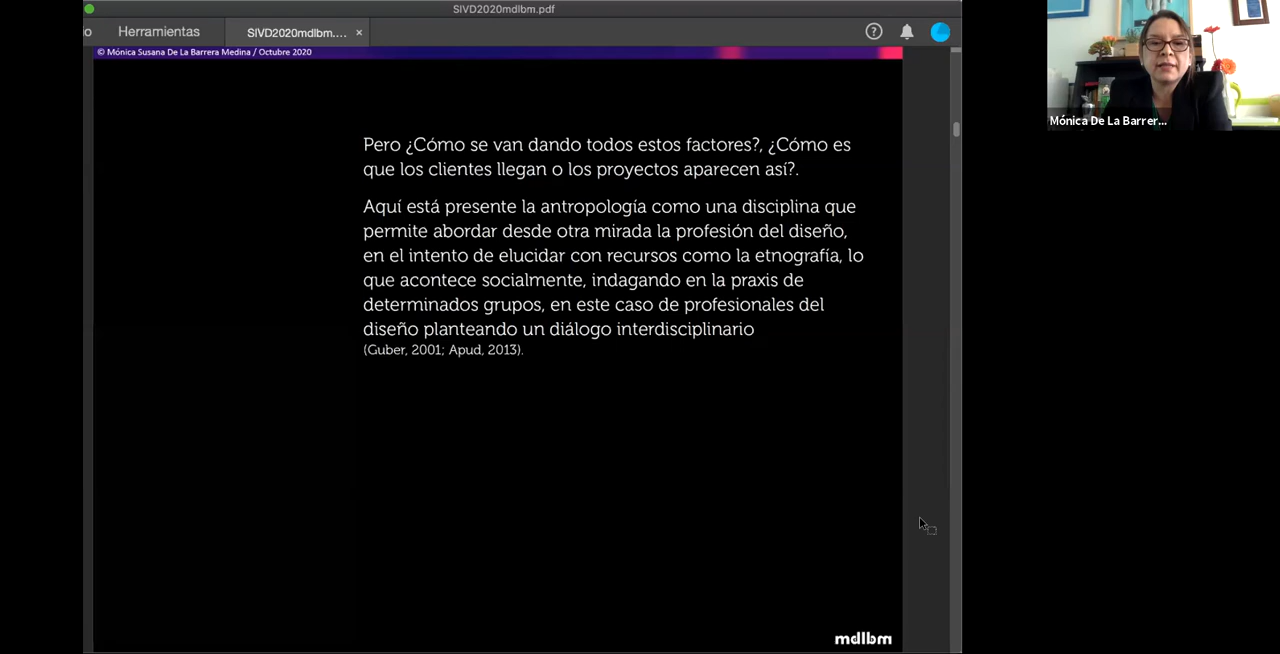 SIVD2020mdlbm.pdf
io Herramientas SIVD2020mdlbm.... ×
© Mónica Susana De La Barrera Medina / Octubre 2020
Pero ¿Cómo se van dando todos estos factores?, ¿Cómo es
que los clientes llegan o los proyectos aparecen así?.
Aquí está presente la antropología como una disciplina que
permite abordar desde otra mirada la profesión del diseño,
en el intento de elucidar con recursos como la etnografía, lo
que acontece socialmente, indagando en la praxis de
determinados grupos, en este caso de profesionales del
diseño planteando un diálogo interdisciplinario
(Guber, 2001; Apud, 2013).
mdlbm
Mónica De La Barrer...